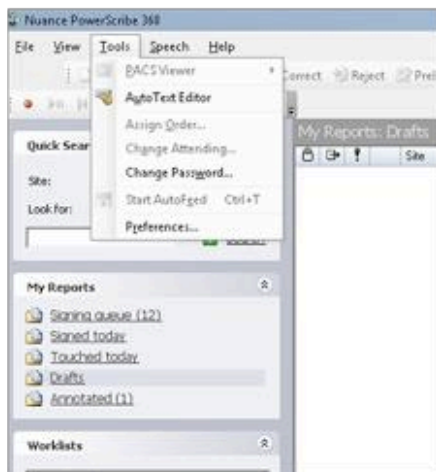 Nuance PowerScribe 360
File View Tools Speech Help
PACS Viewer
Correct Reject
AutoText Editor
Assign Order...
My Reports: Drafts
Quick Sear
Change Attending...
Site
Site:
Change Password...
Look for:
Start AutoFeed Ctrl+T
Preferences...
My Reports
Signing queue (12)
Signed today
Touched today
Drafts
Annotated (1)
Worklists